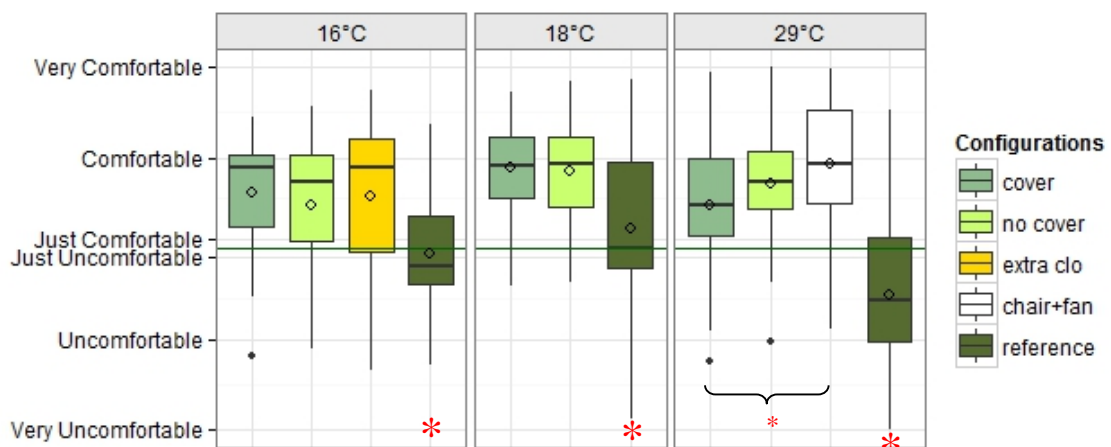 16°C 18°C 29°C
Very Comfortable
Comfortable
Just Comfortable
Just Uncomfortable
Uncomfortable
Very Uncomfortable
* * * *
Configurations
cover
no cover
extra clo
chair+fan
reference